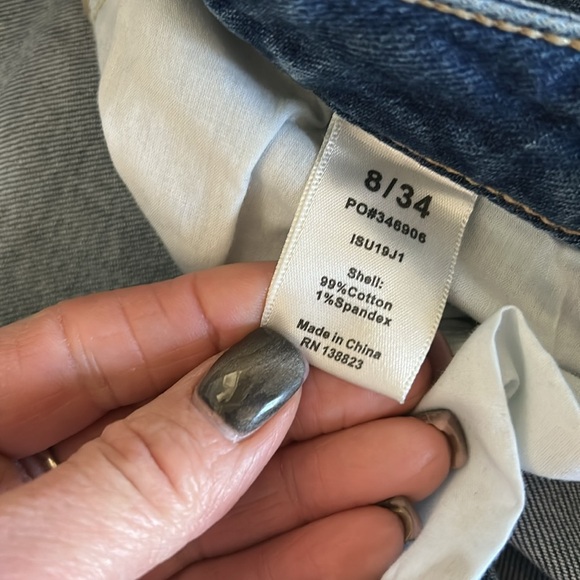 8/34
PO#346906
ISU19J1
Shell:
99%Cotton
1%Spandex
Made in China
RN 138823